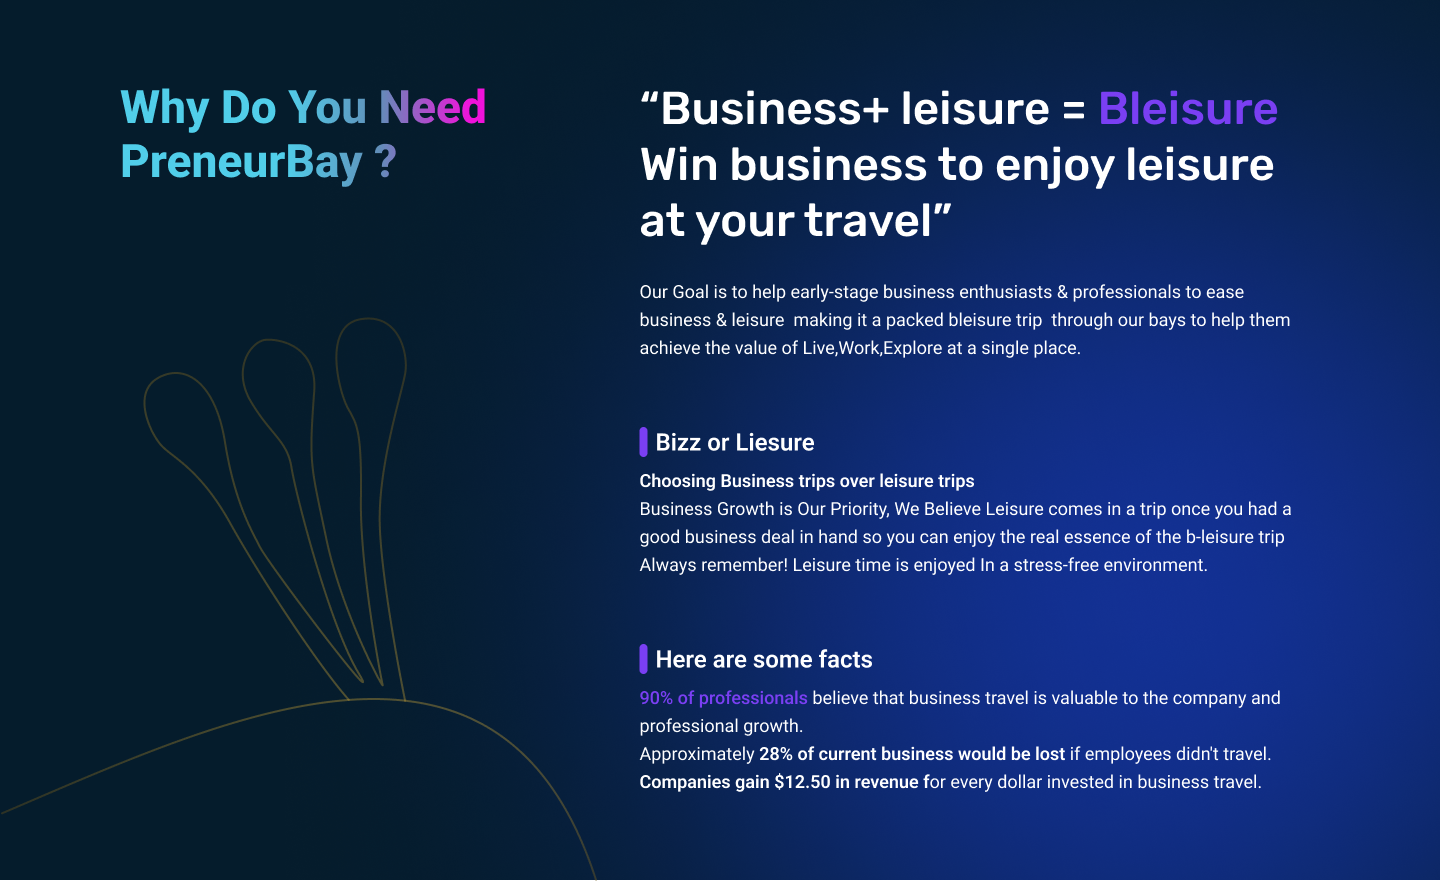 Why Do You Need
PreneurBay ?
“Business+ leisure = Bleisure
Win business to enjoy leisure
at your travel”
Our Goal is to help early-stage business enthusiasts & professionals to ease
business & leisure  making it a packed bleisure trip  through our bays to help them
achieve the value of Live,Work,Explore at a single place.
Bizz or Liesure
Choosing Business trips over leisure trips
Business Growth is Our Priority, We Believe Leisure comes in a trip once you had a
good business deal in hand so you can enjoy the real essence of the b-leisure trip
Always remember! Leisure time is enjoyed In a stress-free environment.
Here are some facts
90% of professionals believe that business travel is valuable to the company and
professional growth.
Approximately 28% of current business would be lost if employees didn't travel.
Companies gain $12.50 in revenue for every dollar invested in business travel.